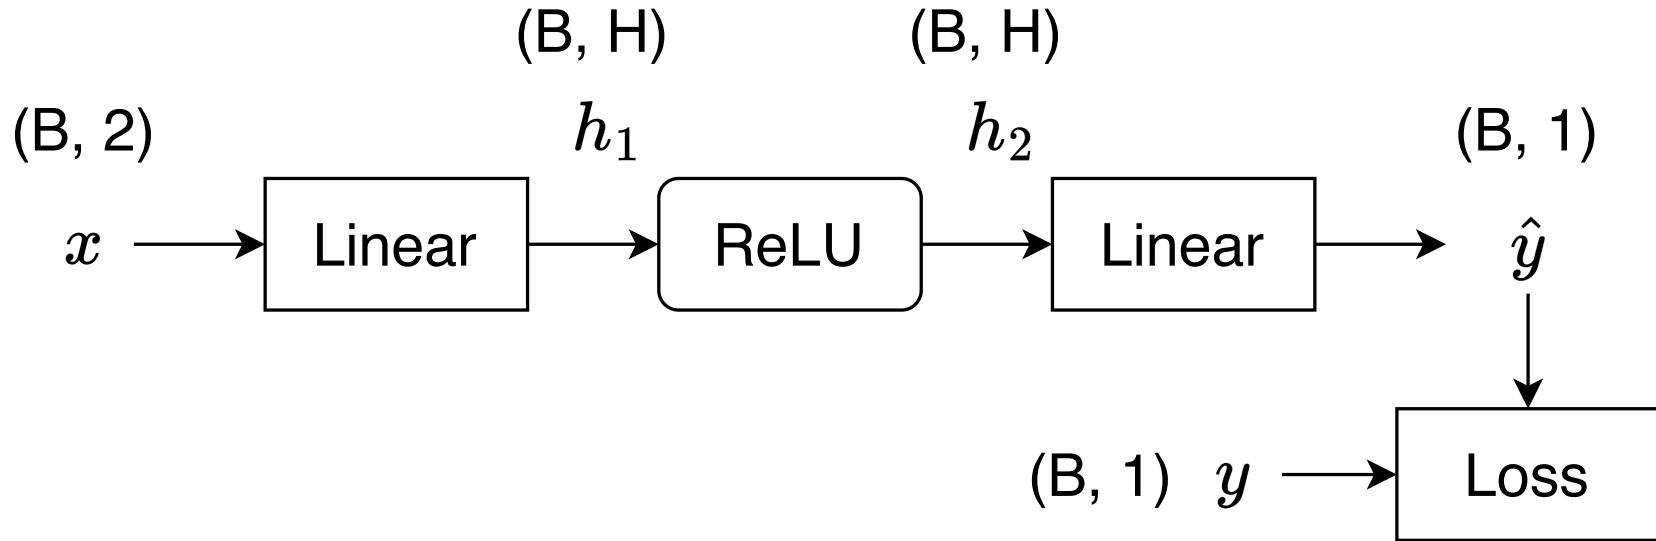 (B, H) (B, H)
(B, 2) h₁ h₂ (B, 1)
x Linear ReLU Linear ŷ
(B, 1) y Loss